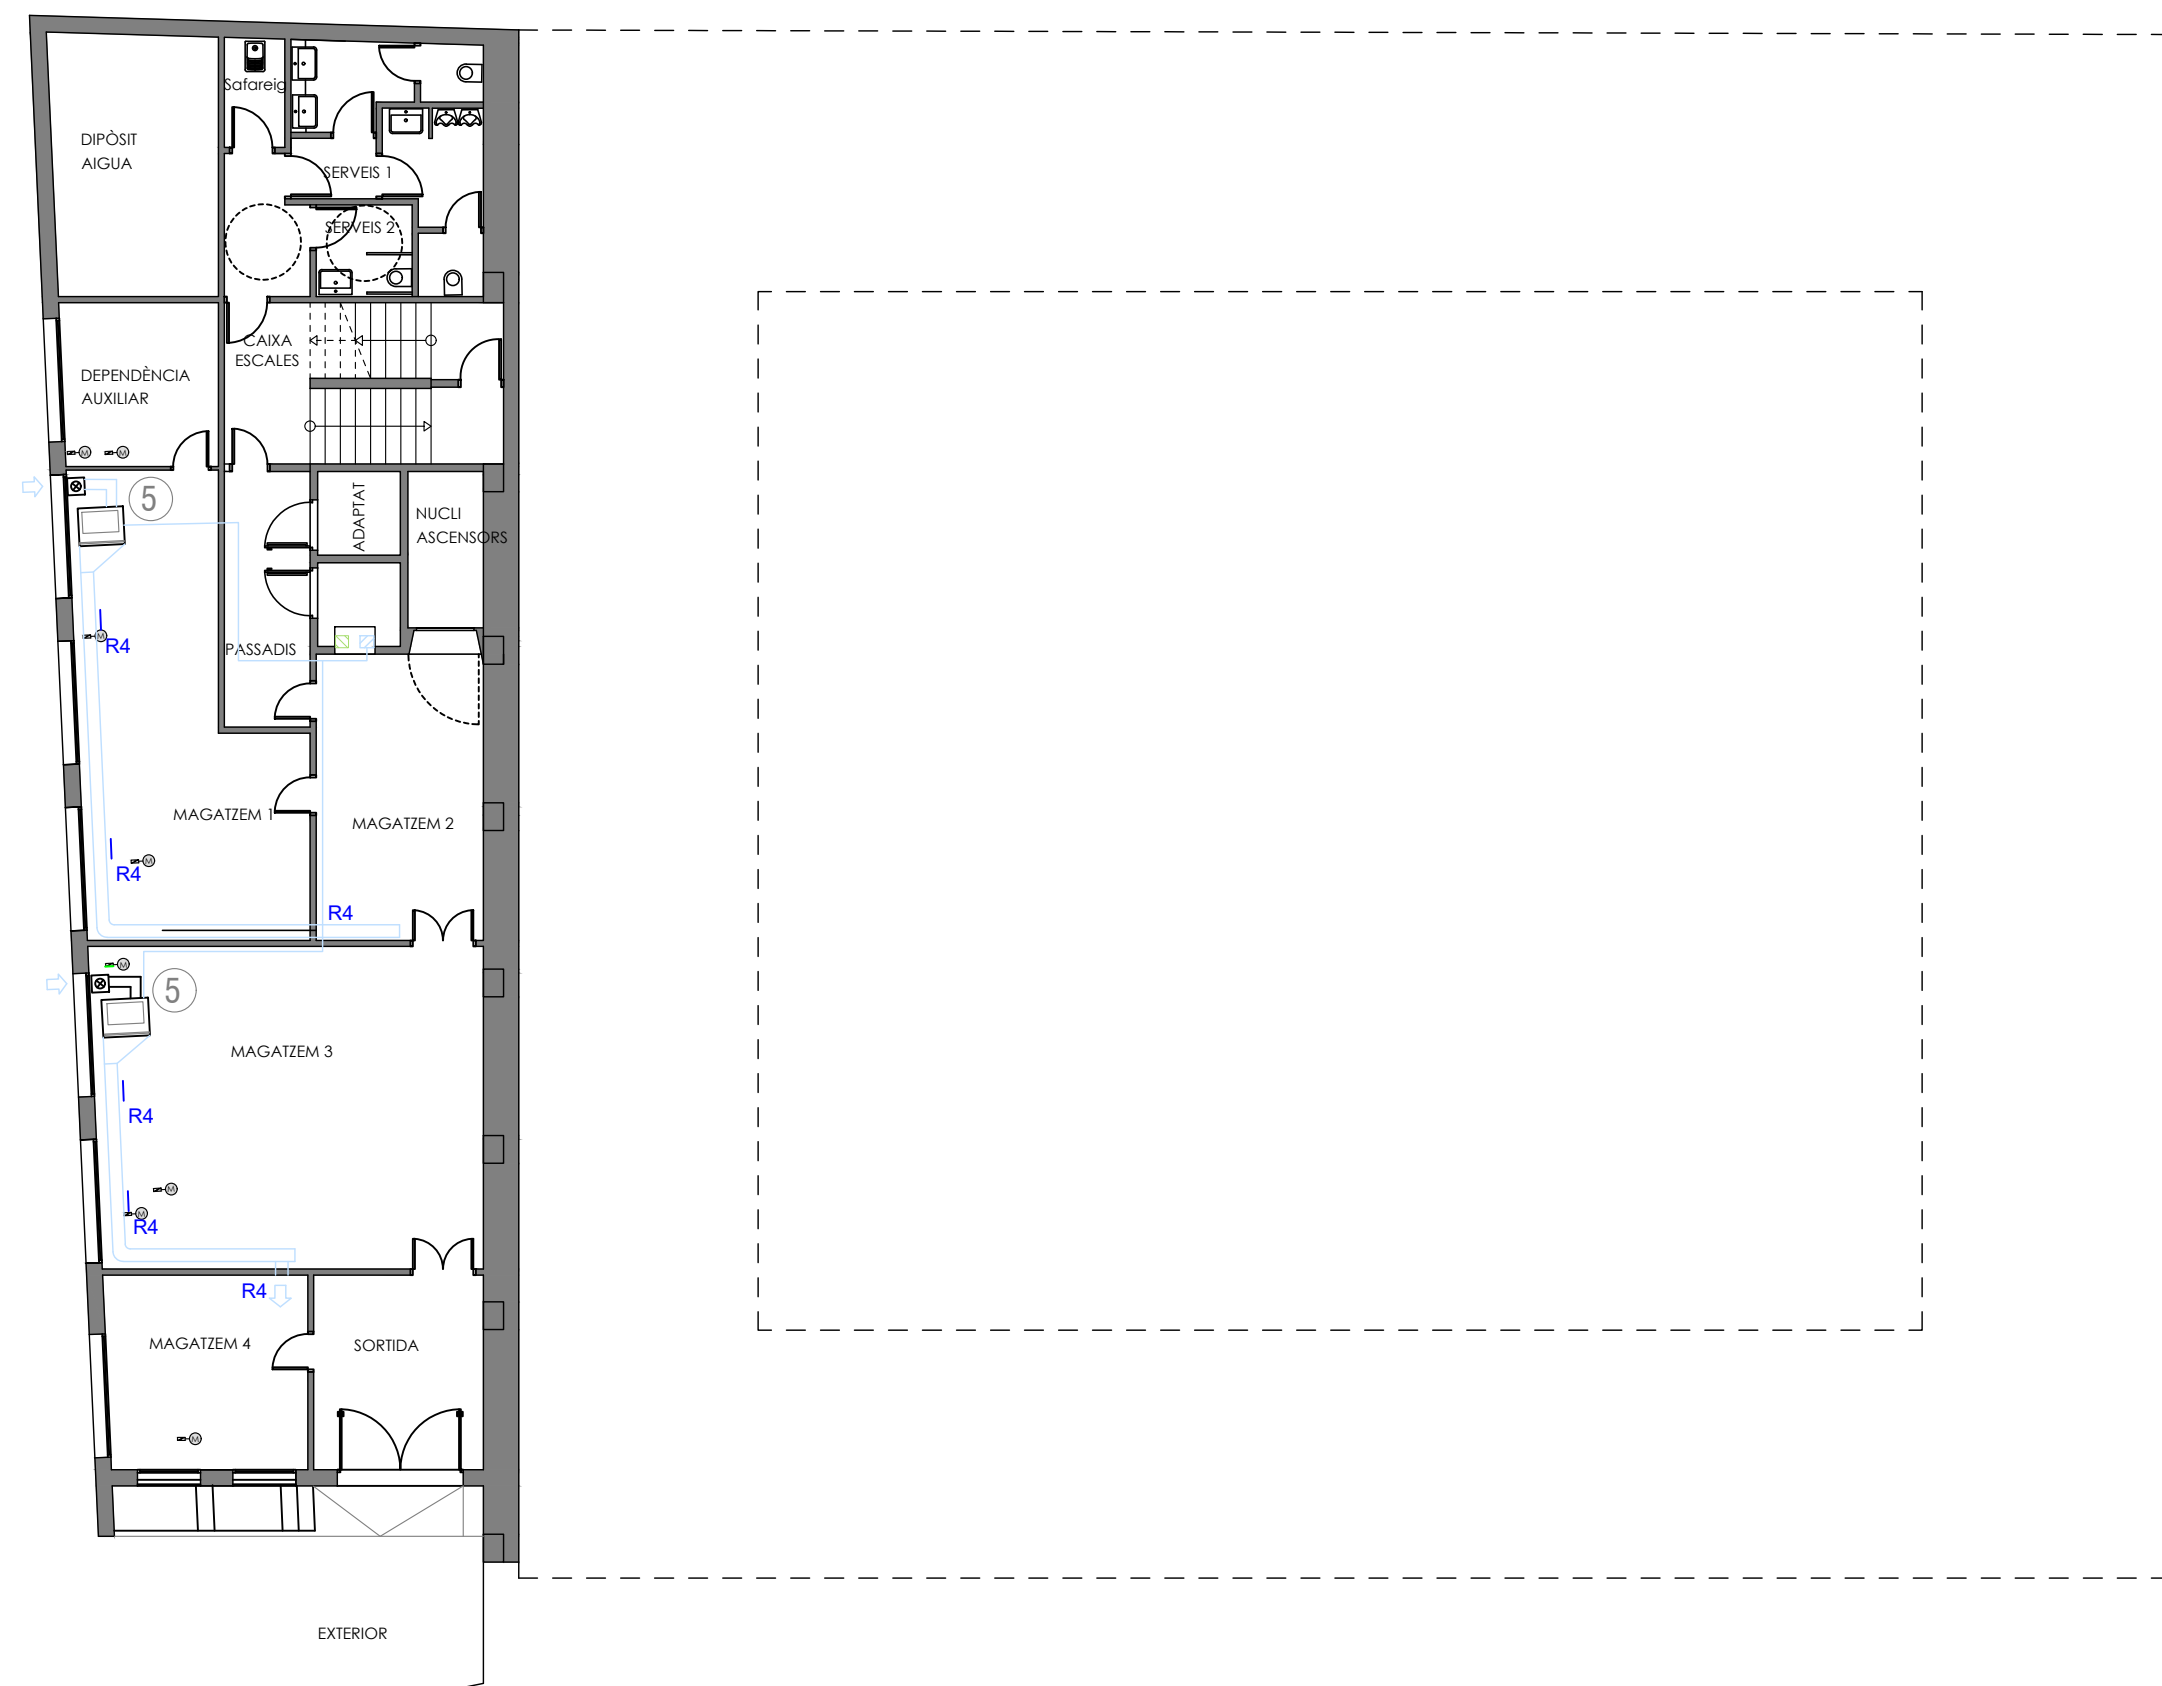 Safareig
DIPÒSIT
AIGUA
SERVEIS 1
SERVEIS 2
CAIXA
ESCALES
DEPENDÈNCIA
AUXILIAR
M
M
5
ADAPTAT
NUCLI
ASCENSORS
M
R4
PASSADIS
MAGATZEM 1
MAGATZEM 2
M
R4
R4
M
5
MAGATZEM 3
R4
M
M
R4
R4
MAGATZEM 4
SORTIDA
M
EXTERIOR